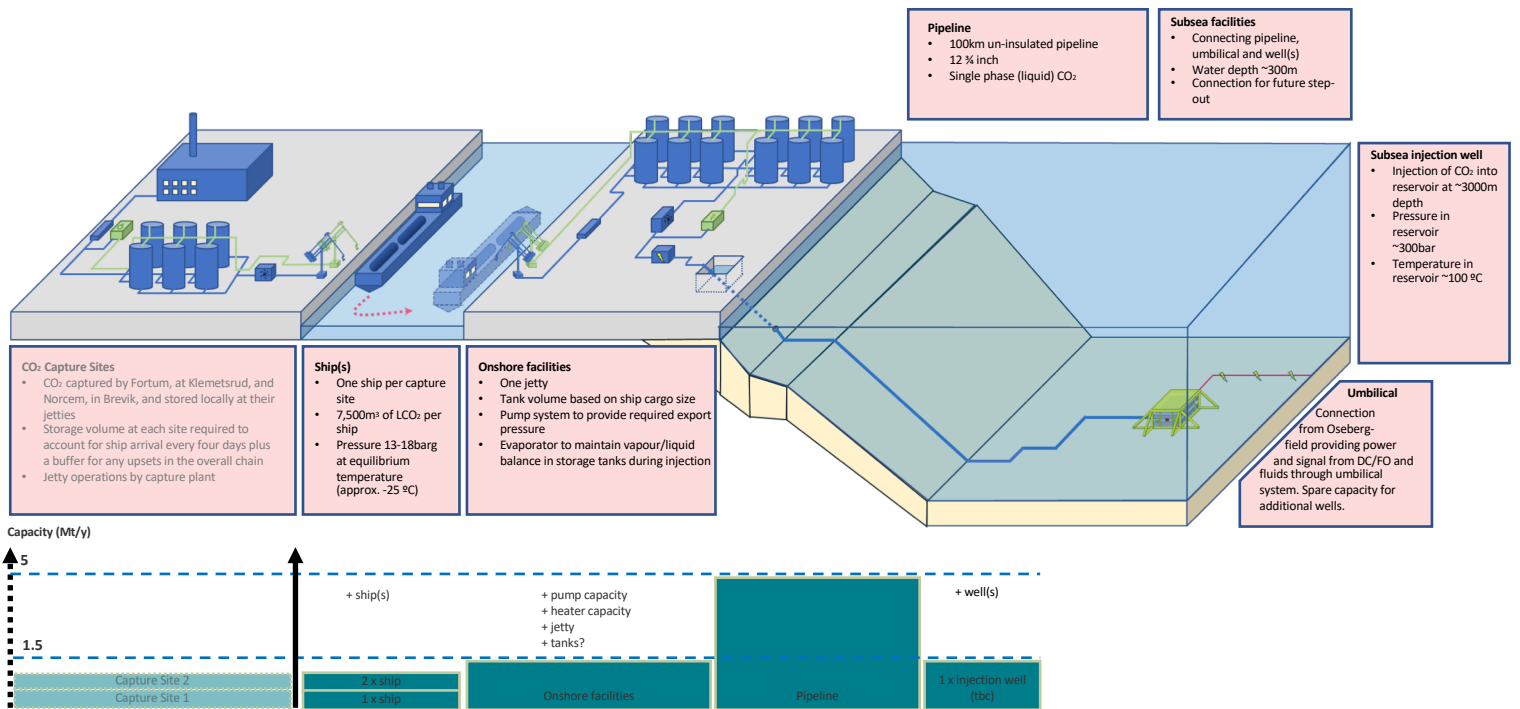 Pipeline
• 100km un-insulated pipeline
• 12 ¾ inch
• Single phase (liquid) CO₂
Subsea facilities
• Connecting pipeline,
umbilical and well(s)
• Water depth ~300m
• Connection for future step-
out
Subsea injection well
• Injection of CO₂ into
reservoir at ~3000m
depth
• Pressure in
reservoir
~300bar
• Temperature in
reservoir ~100 ºC
CO₂ Capture Sites
• CO₂ captured by Fortum, at Klemetsrud, and
Norcem, in Brevik, and stored locally at their
jetties
• Storage volume at each site required to
account for ship arrival every four days plus
a buffer for any upsets in the overall chain
• Jetty operations by capture plant
Ship(s)
• One ship per capture
site
• 7,500m³ of LCO₂ per
ship
• Pressure 13-18barg
at equilibrium
temperature
(approx. -25 ºC)
Onshore facilities
• One jetty
• Tank volume based on ship cargo size
• Pump system to provide required export
pressure
• Evaporator to maintain vapour/liquid
balance in storage tanks during injection
Umbilical
Connection
from Oseberg-
field providing power
and signal from DC/FO and
fluids through umbilical
system. Spare capacity for
additional wells.
Capacity (Mt/y)
5
+ ship(s)
+ pump capacity
+ heater capacity
+ jetty
+ tanks?
+ well(s)
1.5
Capture Site 2
Capture Site 1
2 x ship
1 x ship
Onshore facilities
Pipeline
1 x injection well
(tbc)